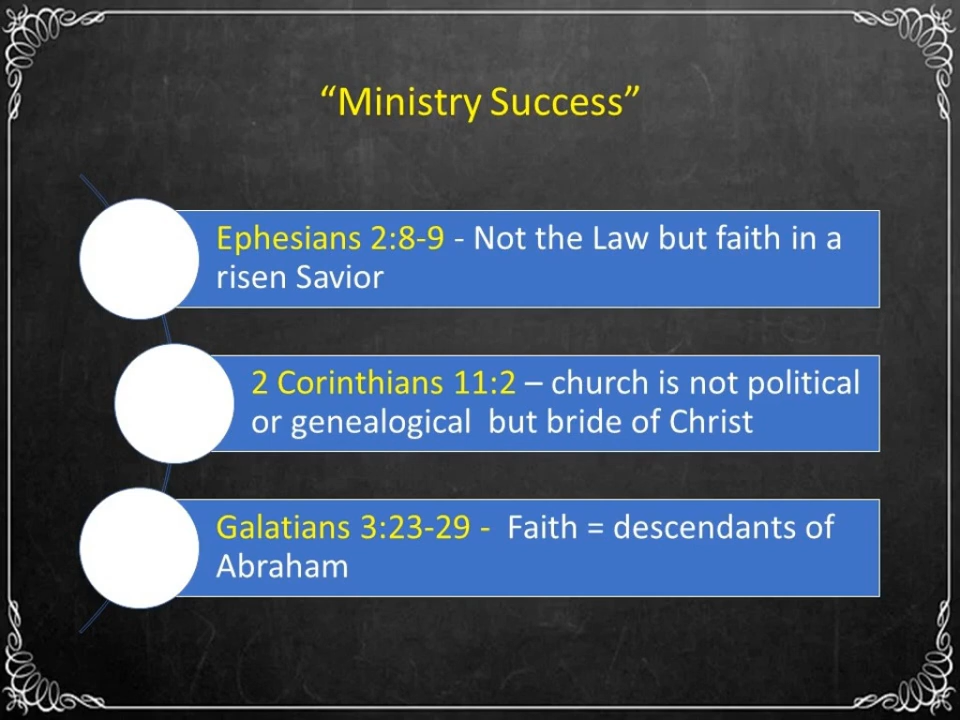 “Ministry Success”
Ephesians 2:8-9 - Not the Law but faith in a
risen Savior
2 Corinthians 11:2 – church is not political
or genealogical  but bride of Christ
Galatians 3:23-29 -  Faith = descendants of
Abraham